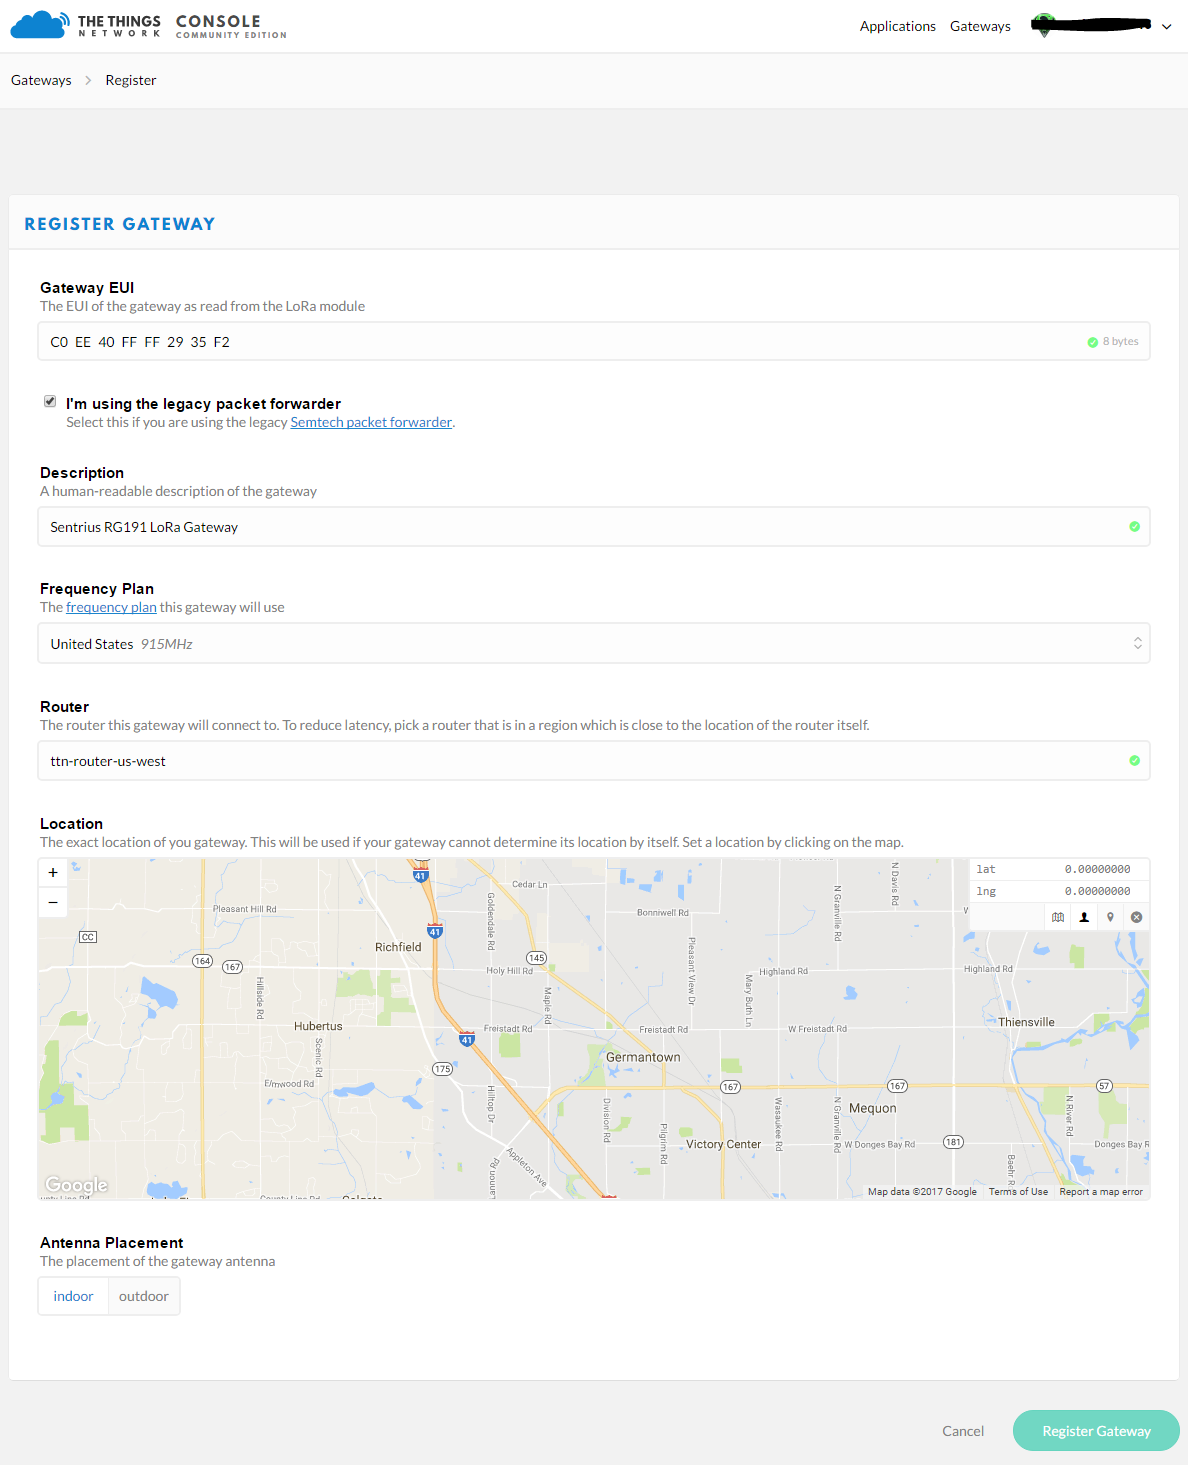 THE THINGS NETWORK CONSOLE COMMUNITY EDITION
Applications Gateways
Gateways Register
REGISTER GATEWAY
Gateway EUI
The EUI of the gateway as read from the LoRa module
C0 EE 40 FF FF 29 35 F2 8 bytes
I'm using the legacy packet forwarder
Select this if you are using the legacy Semtech packet forwarder.
Description
A human-readable description of the gateway
Sentrius RG191 LoRa Gateway
Frequency Plan
The frequency plan this gateway will use
United States 915MHz
Router
The router this gateway will connect to. To reduce latency, pick a router that is in a region which is close to the location of the router itself.
ttn-router-us-west
Location
The exact location of you gateway. This will be used if your gateway cannot determine its location by itself. Set a location by clicking on the map.
+
−
lat 0.00000000
lng 0.00000000
41
Cedar Ln
N Davis Rd
Pleasant Hill Rd
Goldendale Rd
Bonniwell Rd
N Granville Rd
CC
41
Richfield
Pleasant View Dr
164
167
145
Holy Hill Rd
Highland Rd
Highland Rd
Hillside Rd
Maple Rd
Mary Buth Ln
Hubertus
Freistadt Rd
Freistadt Rd
W Freistadt Rd
Thiensville
41
Scenic Rd
Germantown
175
Elmwood Rd
167
167
57
Hilltop Dr
Division Rd
Pilgrim Rd
Wasaukee Rd
N Granville Rd
Mequon
N River Rd
Victory Center
W Donges Bay Rd
181
Donges Bay R
Appleton Ave
Baehr Rd
Google
County Line Rd
Colgate
Map data ©2017 Google Terms of Use Report a map error
Antenna Placement
The placement of the gateway antenna
indoor outdoor
Cancel Register Gateway